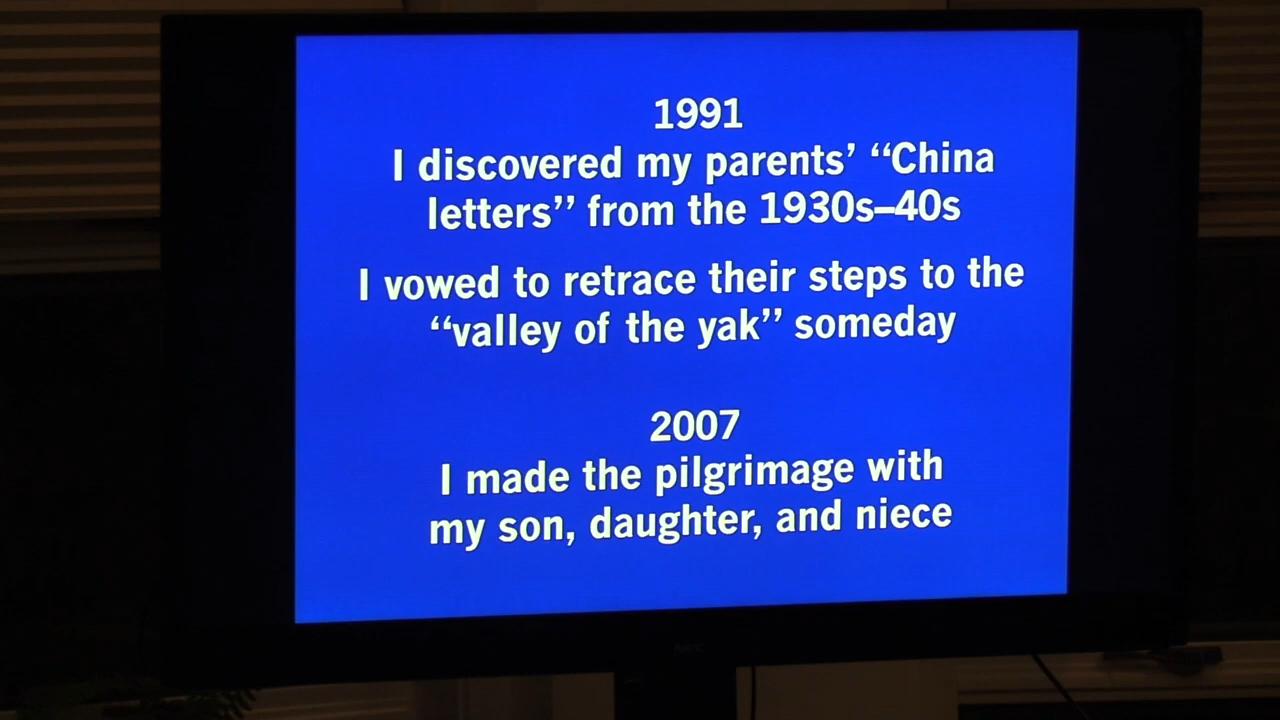 1991
I discovered my parents’ “China
letters” from the 1930s–40s
I vowed to retrace their steps to the
“valley of the yak” someday
2007
I made the pilgrimage with
my son, daughter, and niece
NEC